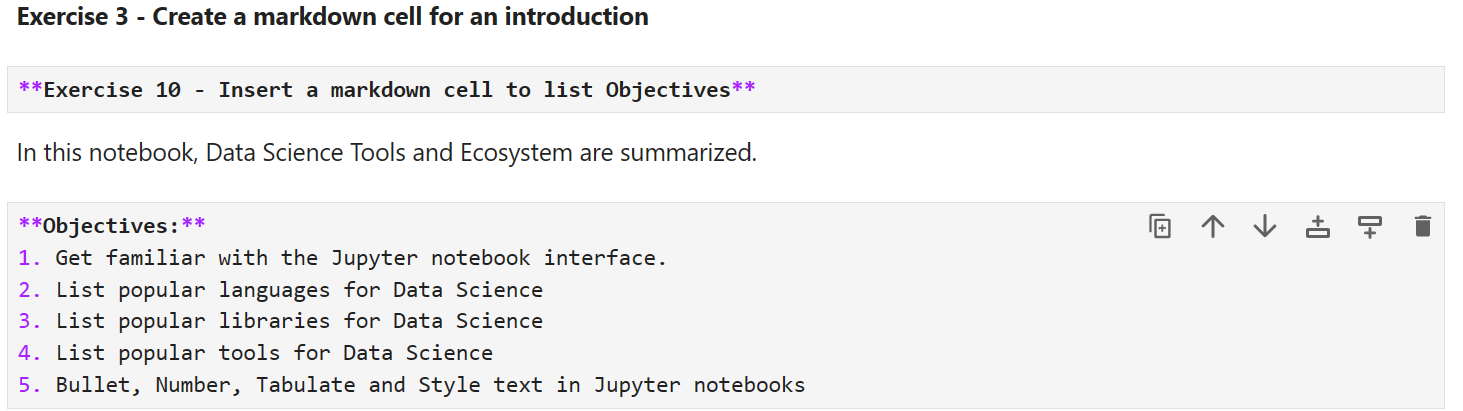 Exercise 3 - Create a markdown cell for an introduction
**Exercise 10 - Insert a markdown cell to list Objectives**
In this notebook, Data Science Tools and Ecosystem are summarized.
**Objectives:**
1. Get familiar with the Jupyter notebook interface.
2. List popular languages for Data Science
3. List popular libraries for Data Science
4. List popular tools for Data Science
5. Bullet, Number, Tabulate and Style text in Jupyter notebooks